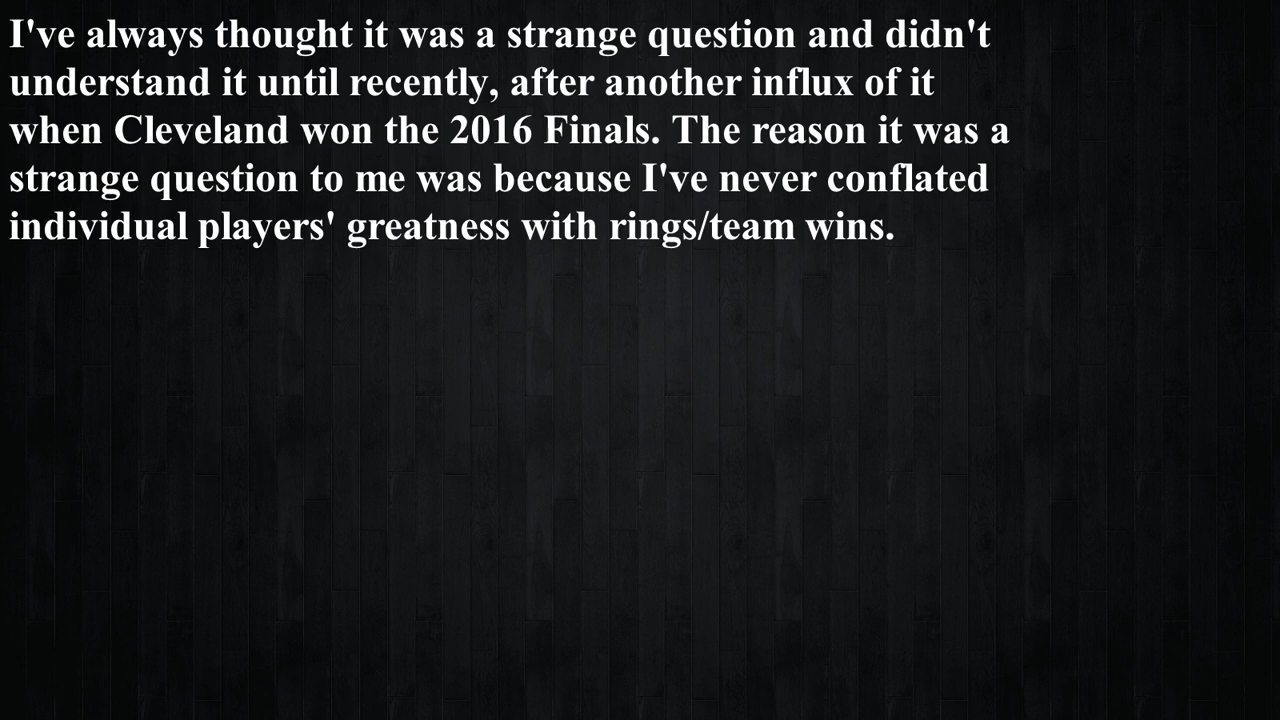 I've always thought it was a strange question and didn't
understand it until recently, after another influx of it
when Cleveland won the 2016 Finals. The reason it was a
strange question to me was because I've never conflated
individual players' greatness with rings/team wins.